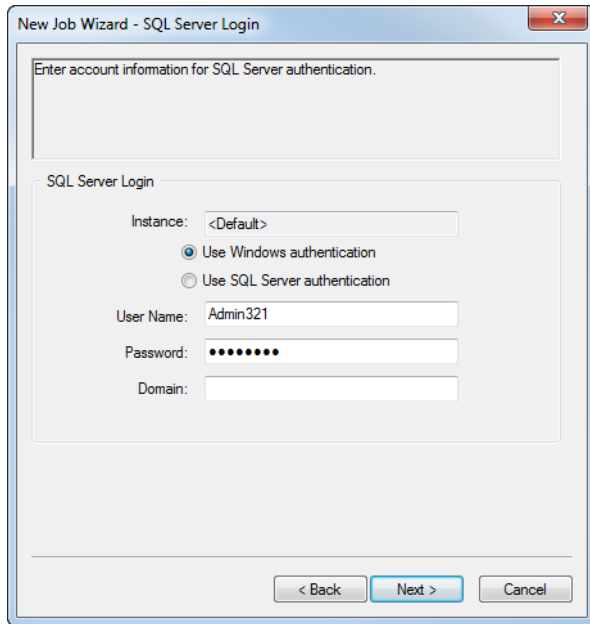 New Job Wizard - SQL Server Login
Enter account information for SQL Server authentication.
SQL Server Login
Instance: <Default>
Use Windows authentication
Use SQL Server authentication
User Name: Admin321
Password: ●●●●●●●●
Domain:
< Back Next > Cancel